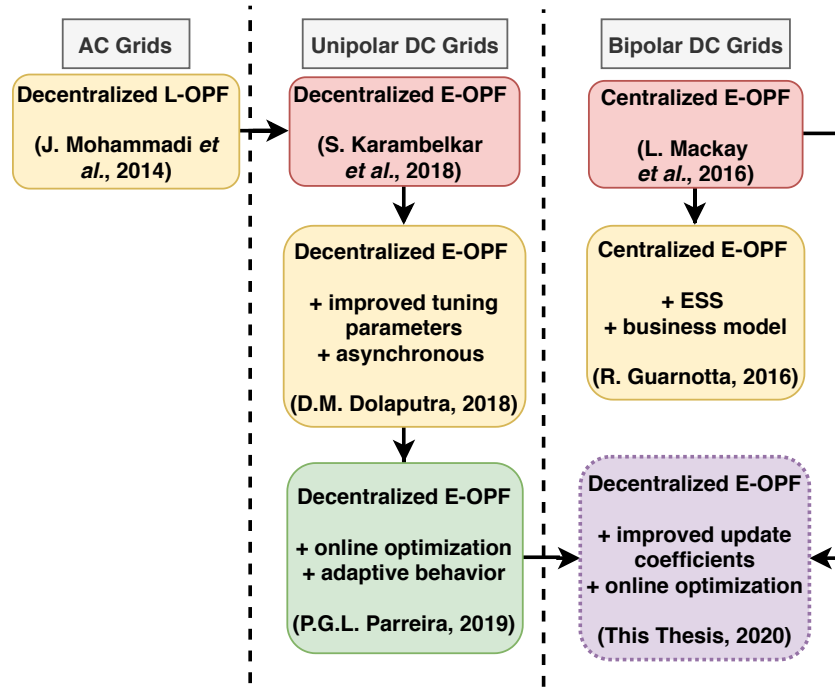 AC Grids
Decentralized L-OPF
(J. Mohammadi et
al., 2014)
Unipolar DC Grids
Decentralized E-OPF
(S. Karambelkar
et al., 2018)
Decentralized E-OPF
+ improved tuning
parameters
+ asynchronous
(D.M. Dolaputra, 2018)
Decentralized E-OPF
+ online optimization
+ adaptive behavior
(P.G.L. Parreira, 2019)
Bipolar DC Grids
Centralized E-OPF
(L. Mackay
et al., 2016)
Centralized E-OPF
+ ESS
+ business model
(R. Guarnotta, 2016)
Decentralized E-OPF
+ improved update
coefficients
+ online optimization
(This Thesis, 2020)